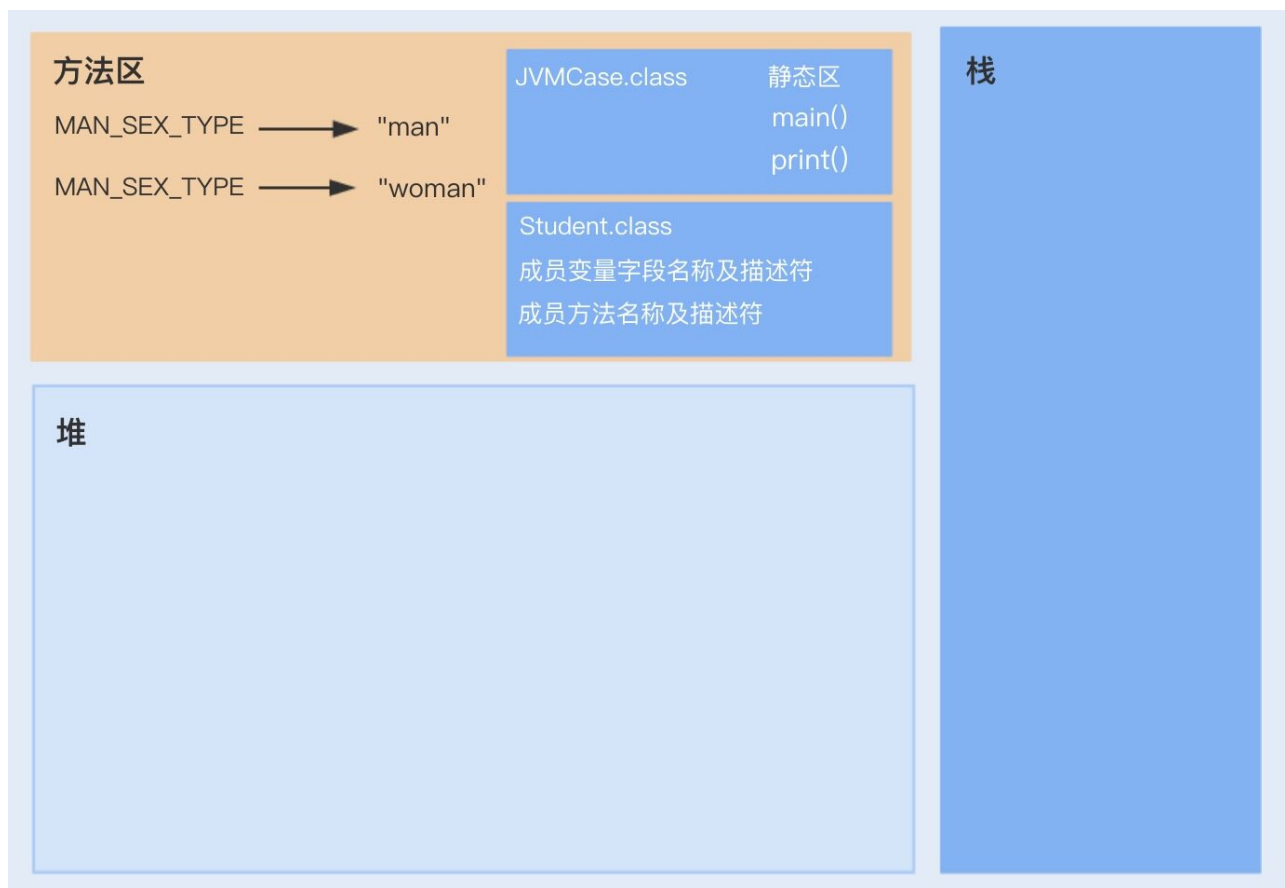 方法区
MAN_SEX_TYPE "man"
MAN_SEX_TYPE "woman"
JVMCase.class 静态区
main()
print()
Student.class
成员变量字段名称及描述符
成员方法名称及描述符
栈
堆